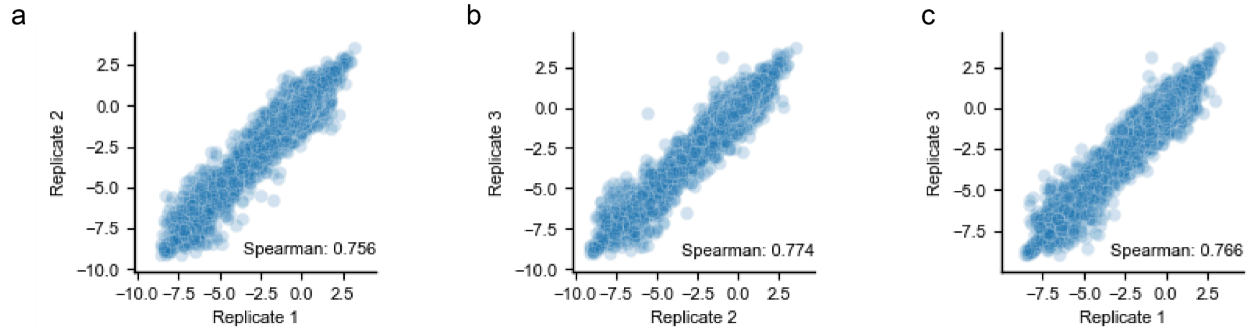 a
2.5
0.0
−2.5
−5.0
−7.5
−10.0
Replicate 2
Spearman: 0.756
−10.0 −7.5 −5.0 −2.5 0.0 2.5
Replicate 1
b
2.5
0.0
−2.5
−5.0
−7.5
−10.0
Replicate 3
Spearman: 0.774
−10.0 −7.5 −5.0 −2.5 0.0 2.5
Replicate 2
c
2.5
0.0
−2.5
−5.0
−7.5
Replicate 3
Spearman: 0.766
−7.5 −5.0 −2.5 0.0 2.5
Replicate 1